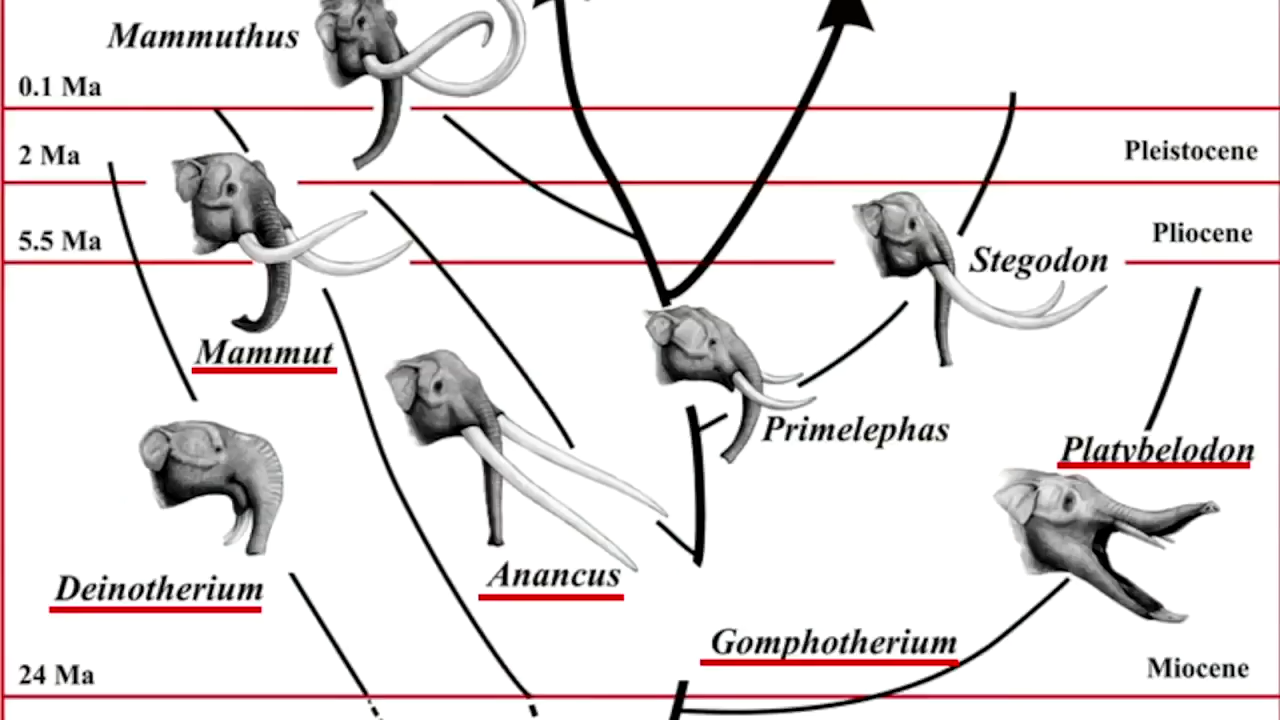 Mammuthus
0.1 Ma
Pleistocene
2 Ma
Pliocene
5.5 Ma
Stegodon
Mammut
Primelephas
Platybelodon
Anancus
Deinotherium
Gomphotherium
Miocene
24 Ma